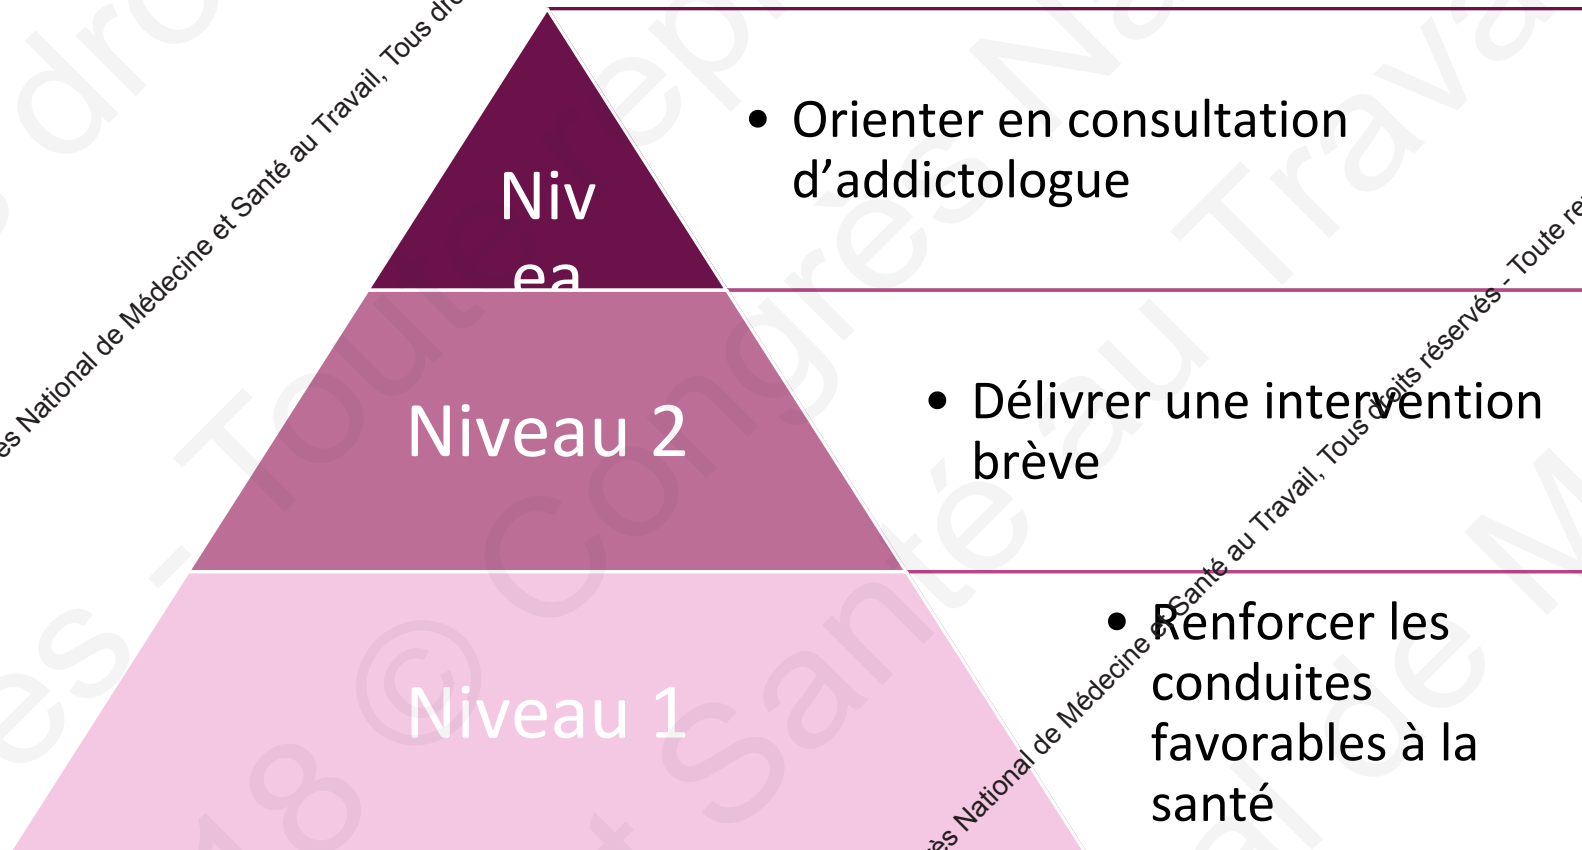 Niv
ea
• Orienter en consultation
d’addictologue
Niveau 2
• Délivrer une intervention
brève
Niveau 1
• Renforcer les
conduites
favorables à la
santé
es National de Médecine et Santé au Travail, Tous dro
ès National de Médecine et Santé au Travail, Tous droits réservés - Toute re